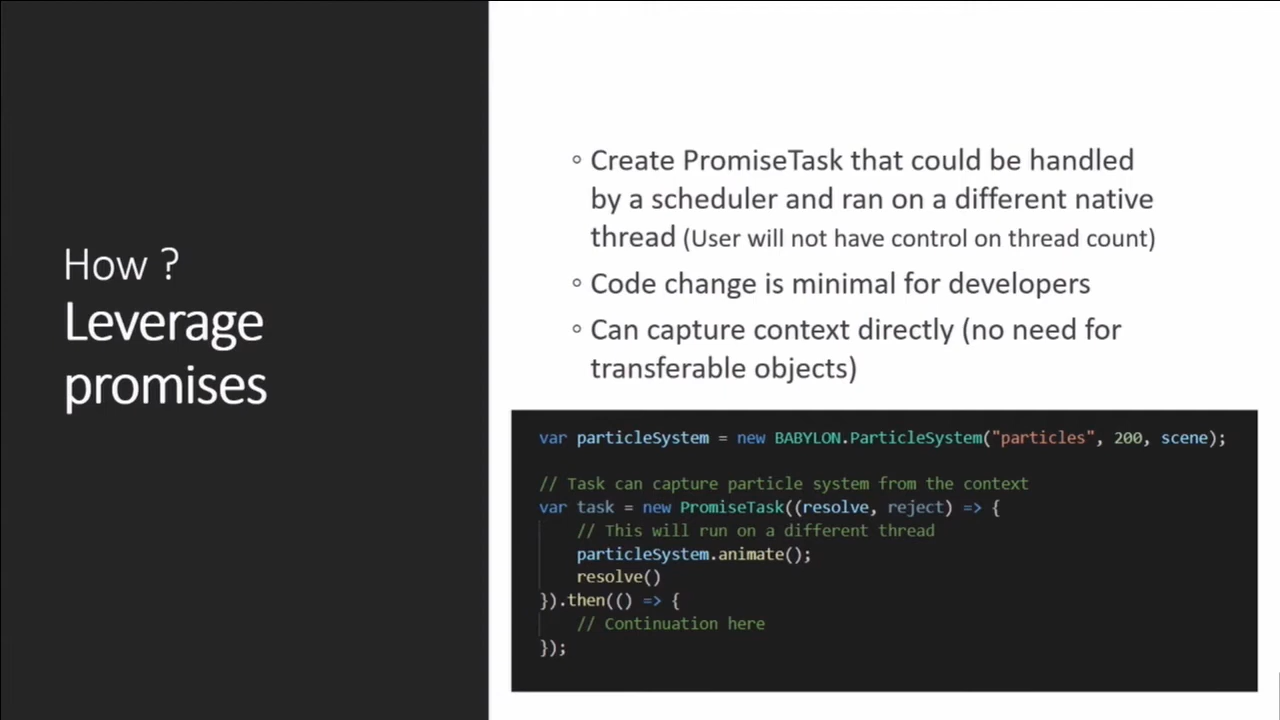 How ?
Leverage
promises
◦ Create PromiseTask that could be handled
by a scheduler and ran on a different native
thread (User will not have control on thread count)
◦ Code change is minimal for developers
◦ Can capture context directly (no need for
transferable objects)
var particleSystem = new BABYLON.ParticleSystem("particles", 200, scene);
// Task can capture particle system from the context
var task = new PromiseTask((resolve, reject) => {
// This will run on a different thread
particleSystem.animate();
resolve()
}).then(() => {
// Continuation here
});